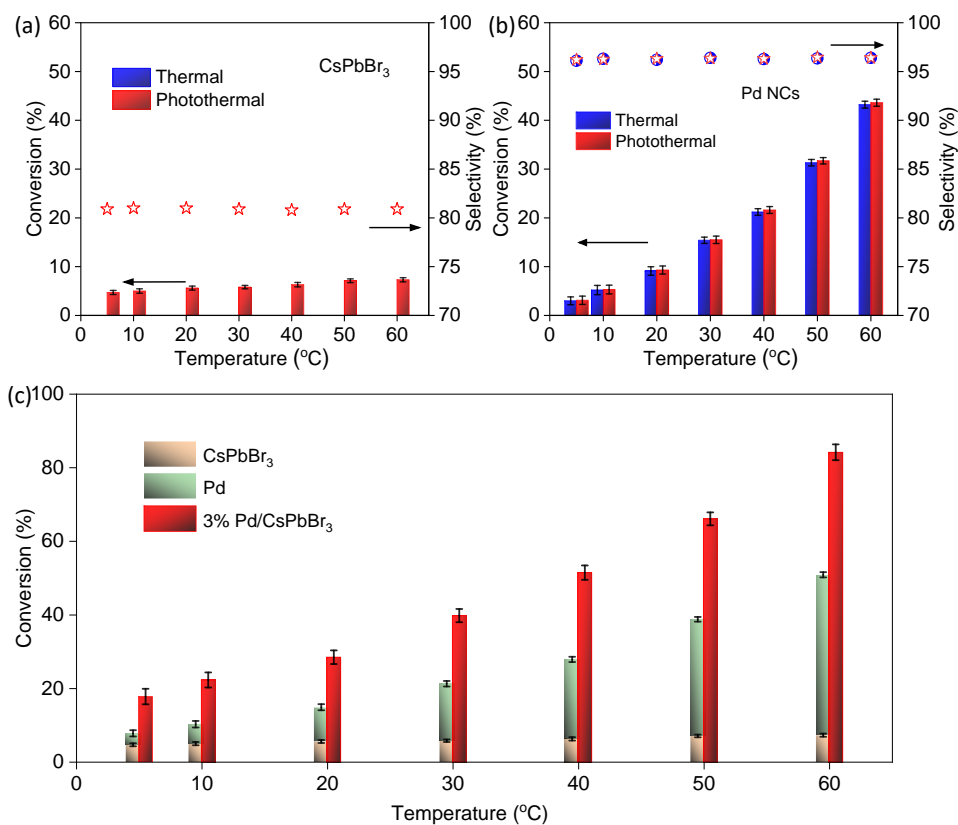 (a)
60
50
40
30
20
10
0
Conversion (%)
Thermal
Photothermal
CsPbBr₃
100
95
90
85
80
75
70
Selectivity (%)
0 10 20 30 40 50 60
Temperature (°C)
(b)
60
50
40
30
20
10
0
Conversion (%)
Pd NCs
Thermal
Photothermal
100
95
90
85
80
75
70
Selectivity (%)
0 10 20 30 40 50 60
Temperature (°C)
(c)
100
80
60
40
20
0
Conversion (%)
CsPbBr₃
Pd
3% Pd/CsPbBr₃
0 10 20 30 40 50 60
Temperature (°C)